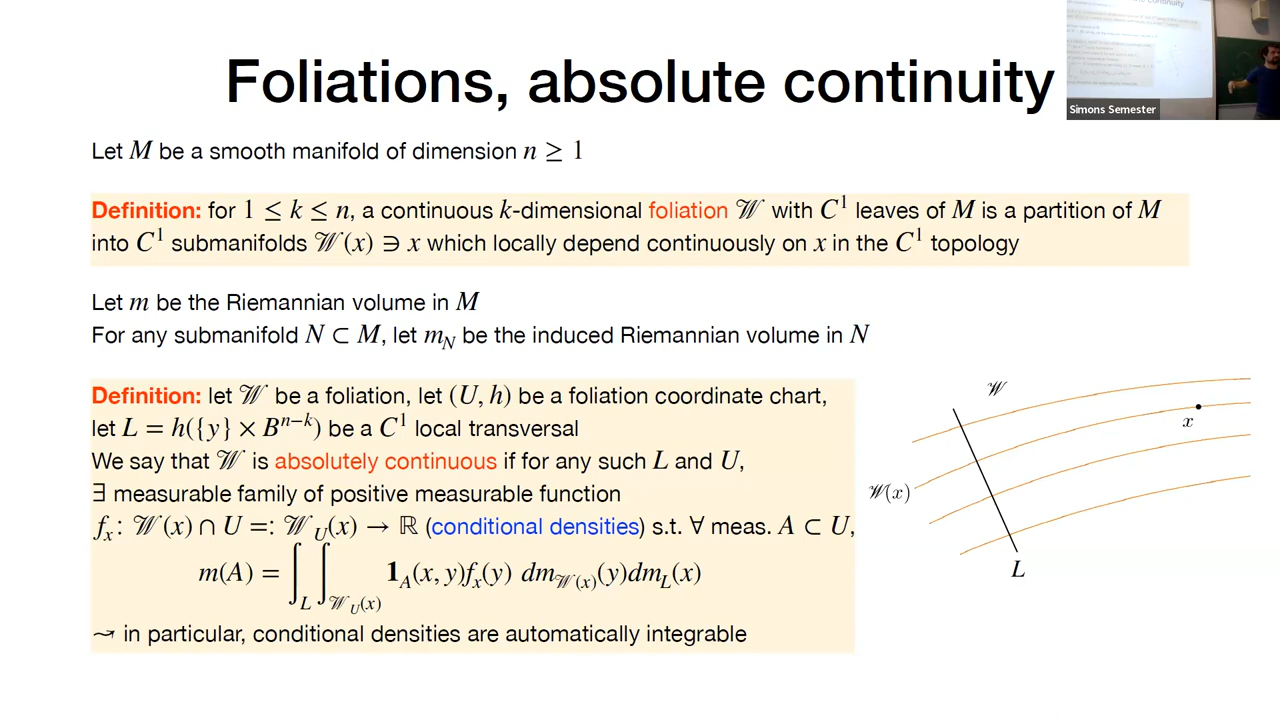 Foliations, absolute continuity
Simons Semester
Let M be a smooth manifold of dimension n ≥ 1
Definition: for 1 ≤ k ≤ n, a continuous k-dimensional foliation 𝒲 with C¹ leaves of M is a partition of M
into C¹ submanifolds 𝒲(x) ∋ x which locally depend continuously on x in the C¹ topology
Let m be the Riemannian volume in M
For any submanifold N ⊂ M, let m_N be the induced Riemannian volume in N
Definition: let 𝒲 be a foliation, let (U, h) be a foliation coordinate chart,
let L = h({y} × B^{n−k}) be a C¹ local transversal
We say that 𝒲 is absolutely continuous if for any such L and U,
∃ measurable family of positive measurable function
f_x : 𝒲(x) ∩ U =: 𝒲_U(x) → ℝ (conditional densities) s.t. ∀ meas. A ⊂ U,
m(A) = ∫_L ∫_{𝒲_U(x)} 1_A(x, y) f_x(y) dm_{𝒲(x)}(y) dm_L(x)
⤳ in particular, conditional densities are automatically integrable
𝒲
x
𝒲(x)
L